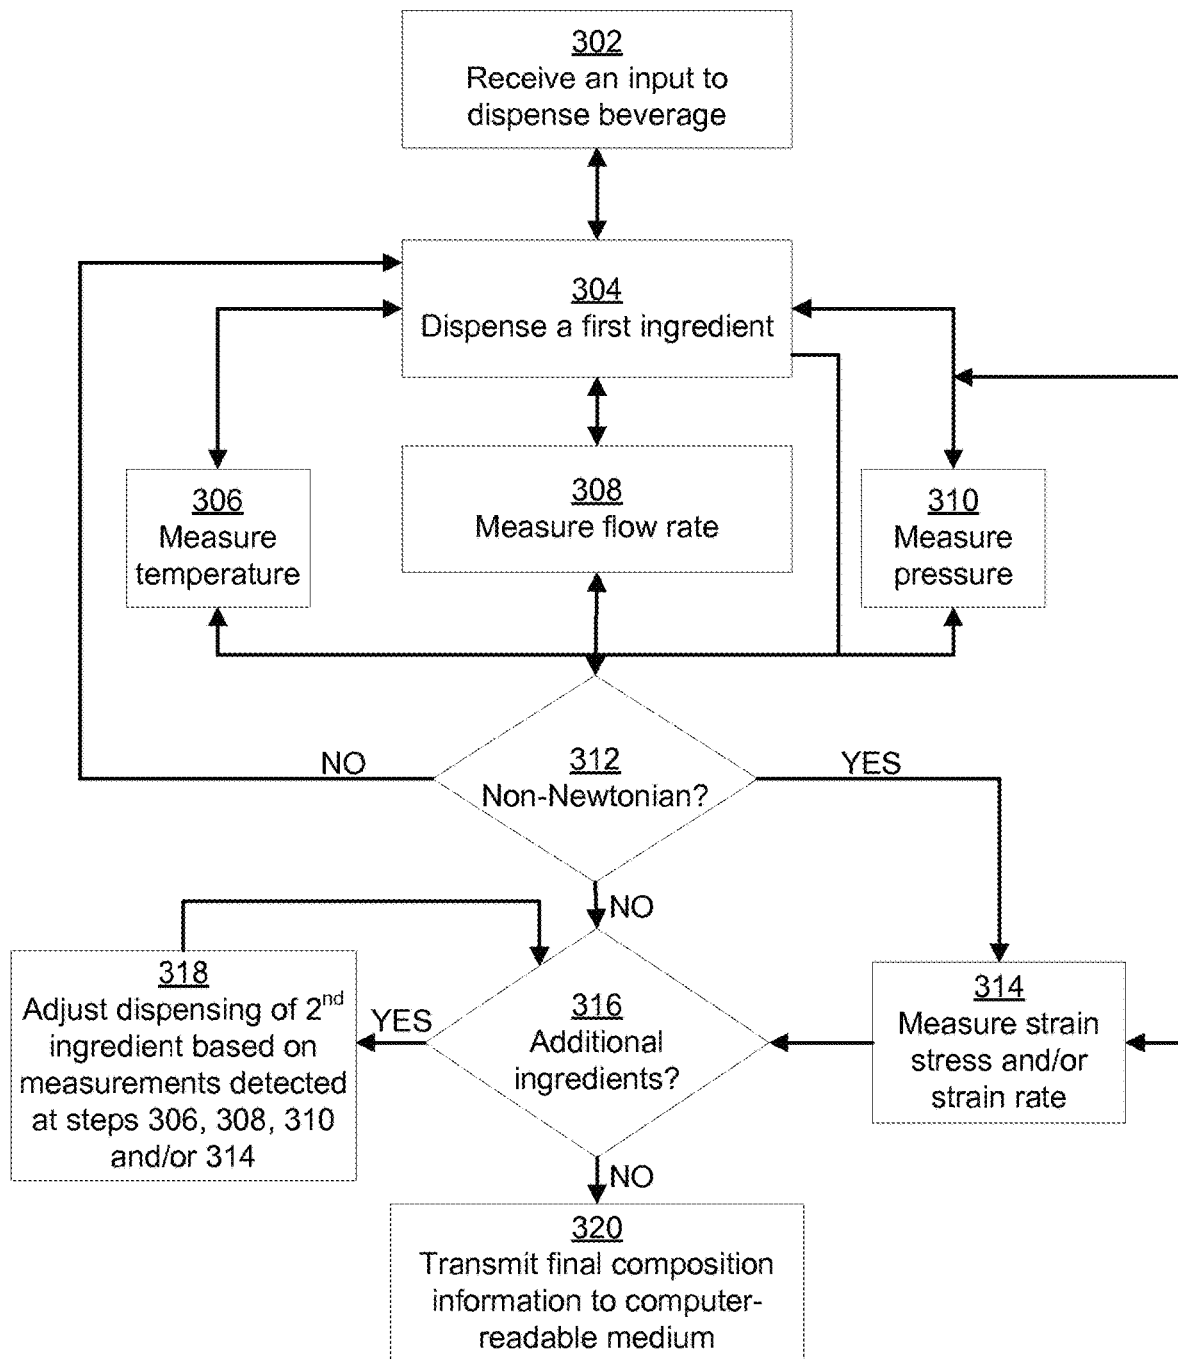 302
Receive an input to
dispense beverage
304
Dispense a first ingredient
306
Measure
temperature
308
Measure flow rate
310
Measure
pressure
312
Non-Newtonian?
NO
YES
NO
314
Measure strain
stress and/or
strain rate
316
Additional
ingredients?
YES
NO
318
Adjust dispensing of 2nd
ingredient based on
measurements detected
at steps 306, 308, 310
and/or 314
320
Transmit final composition
information to computer-
readable medium